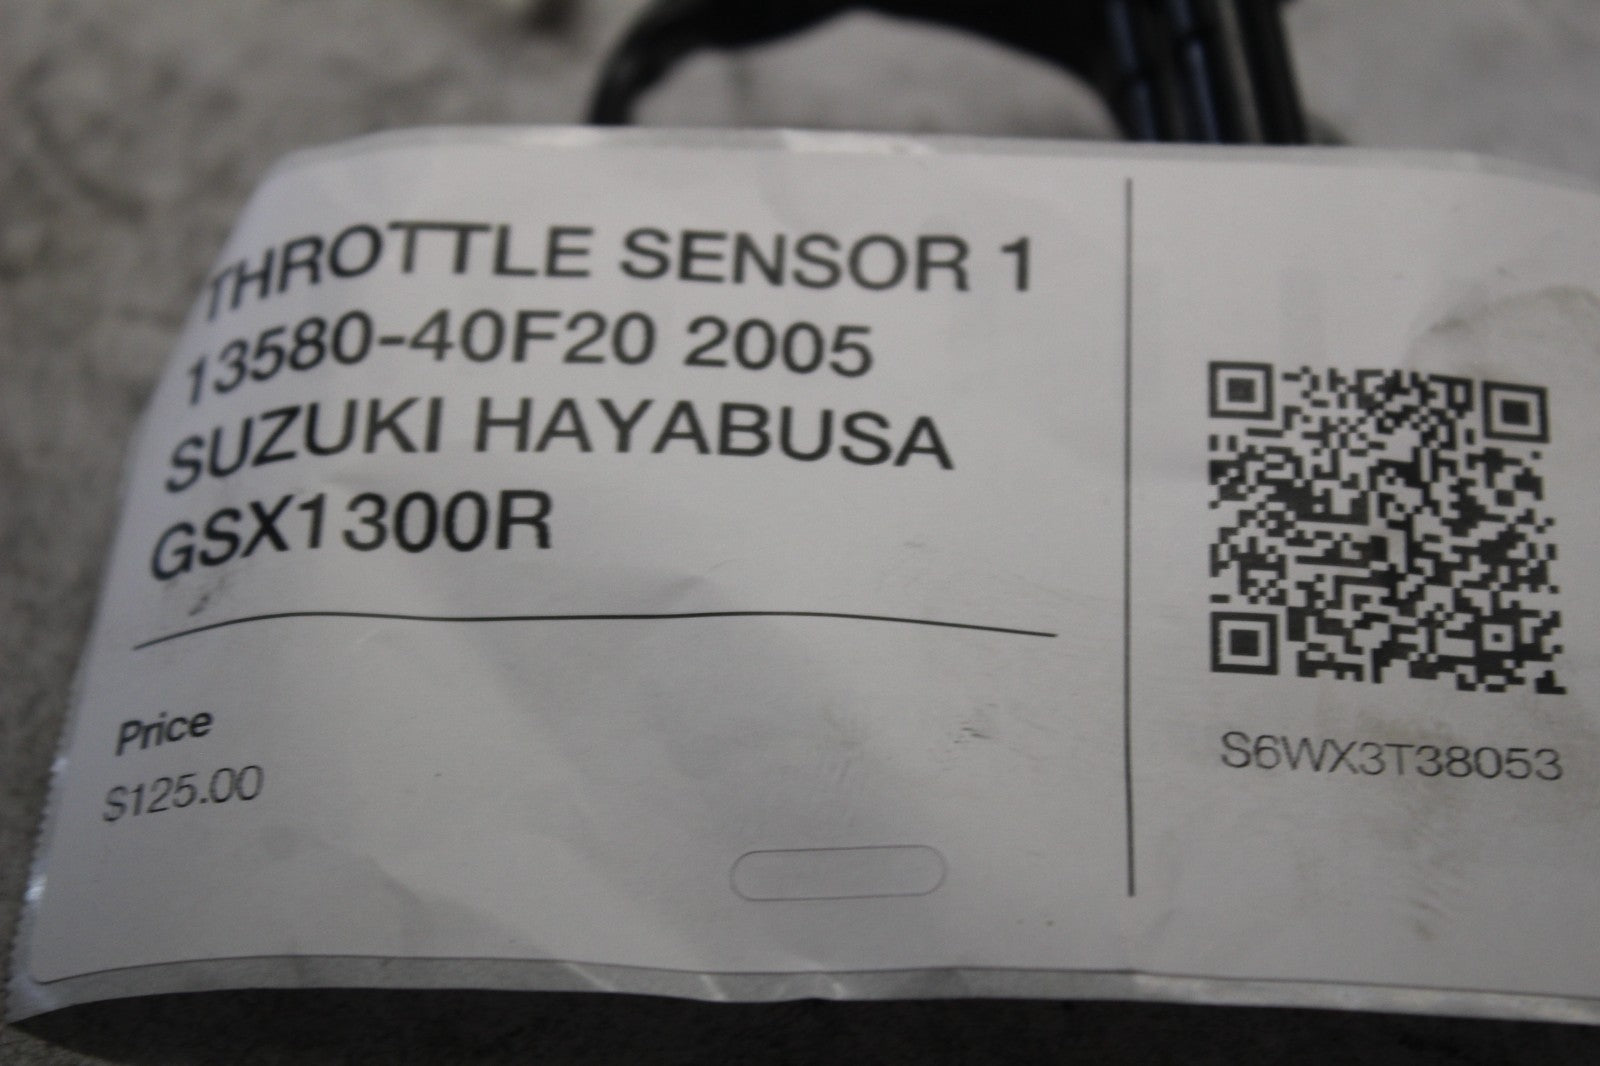 THROTTLE SENSOR 1
13580-40F20 2005
SUZUKI HAYABUSA
GSX1300R
Price
$125.00
S6WX3T38053